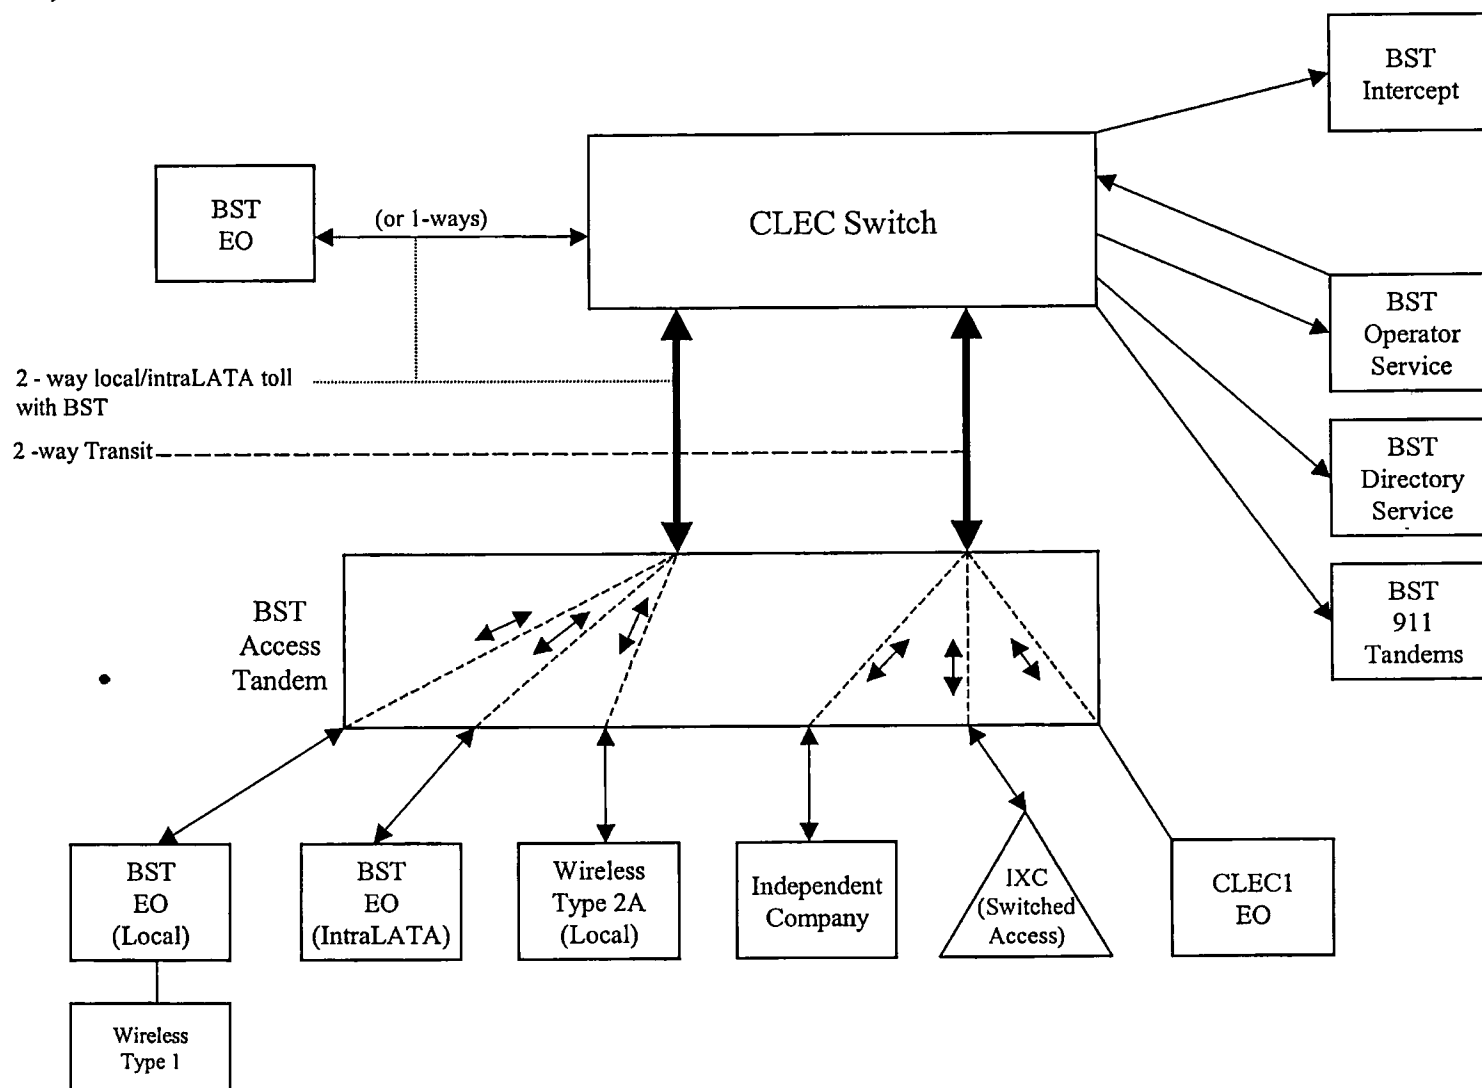 BST
Intercept
BST
EO
(or 1-ways)
CLEC Switch
BST
Operator
Service
2 - way local/intraLATA toll
with BST
2 -way Transit
BST
Directory
Service
BST
911
Tandems
BST
Access
Tandem
BST
EO
(Local)
BST
EO
(IntraLATA)
Wireless
Type 2A
(Local)
Independent
Company
IXC
(Switched
Access)
CLEC1
EO
Wireless
Type 1